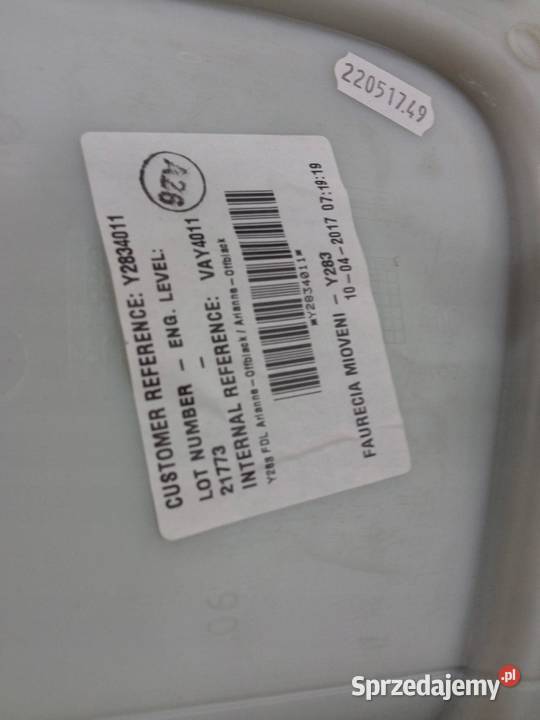 22051749
A26
CUSTOMER REFERENCE: Y2834011
LOT NUMBER - ENG. LEVEL:
21773 -
INTERNAL REFERENCE: VAY4011
Y283 FDL Arianne-Offblack / Arianne-Offblack
*Y2834011*
FAURECIA MIOVENI - Y283
10-04-2017 07:19:19
06
Sprzedajemy.pl